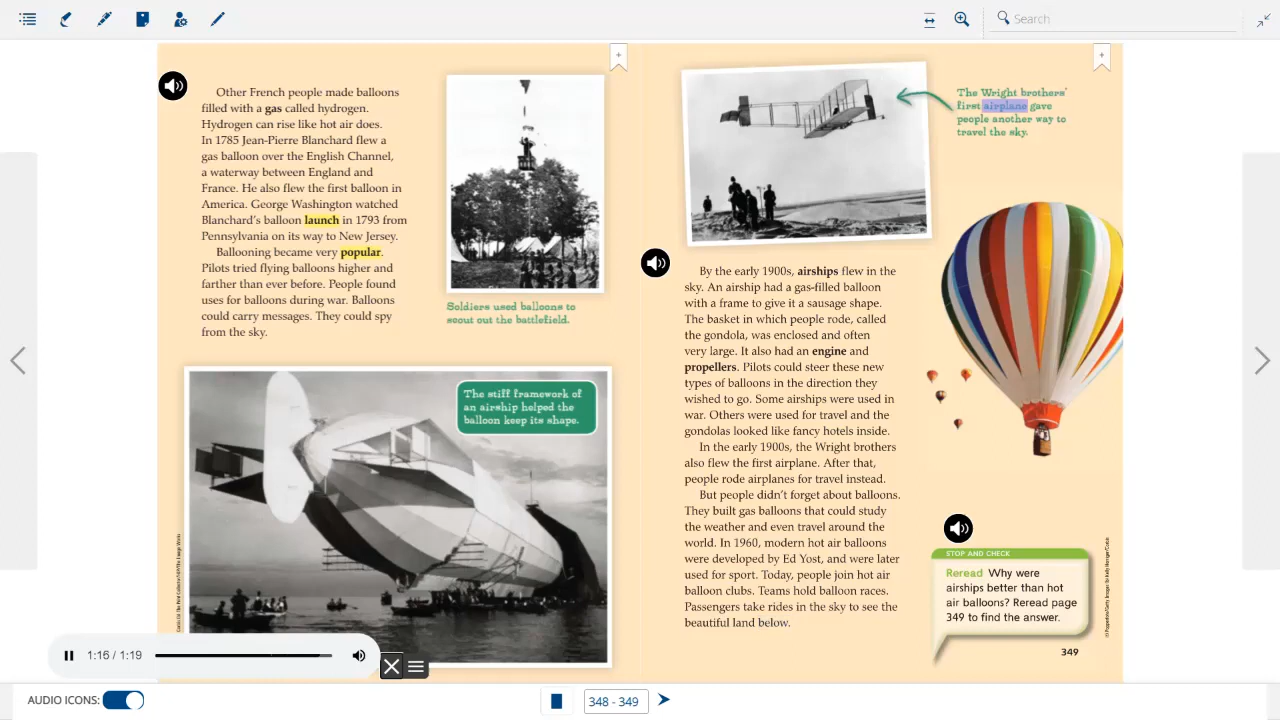 Search
Other French people made balloons
filled with a gas called hydrogen.
Hydrogen can rise like hot air does.
In 1785 Jean-Pierre Blanchard flew a
gas balloon over the English Channel,
a waterway between England and
France. He also flew the first balloon in
America. George Washington watched
Blanchard's balloon launch in 1793 from
Pennsylvania on its way to New Jersey.
Ballooning became very popular.
Pilots tried flying balloons higher and
farther than ever before. People found
uses for balloons during war. Balloons
could carry messages. They could spy
from the sky.
Soldiers used balloons to
scout out the battlefield.
The stiff framework of
an airship helped the
balloon keep its shape.
The Wright brothers'
first airplane gave
people another way to
travel the sky.
By the early 1900s, airships flew in the
sky. An airship had a gas-filled balloon
with a frame to give it a sausage shape.
The basket in which people rode, called
the gondola, was enclosed and often
very large. It also had an engine and
propellers. Pilots could steer these new
types of balloons in the direction they
wished to go. Some airships were used in
war. Others were used for travel and the
gondolas looked like fancy hotels inside.
In the early 1900s, the Wright brothers
also flew the first airplane. After that,
people rode airplanes for travel instead.
But people didn't forget about balloons.
They built gas balloons that could study
the weather and even travel around the
world. In 1960, modern hot air balloons
were developed by Ed Yost, and were later
used for sport. Today, people join hot air
balloon clubs. Teams hold balloon races.
Passengers take rides in the sky to see the
beautiful land below.
STOP AND CHECK
Reread Why were
airships better than hot
air balloons? Reread page
349 to find the answer.
349
1:16 / 1:19
AUDIO ICONS:
348 - 349